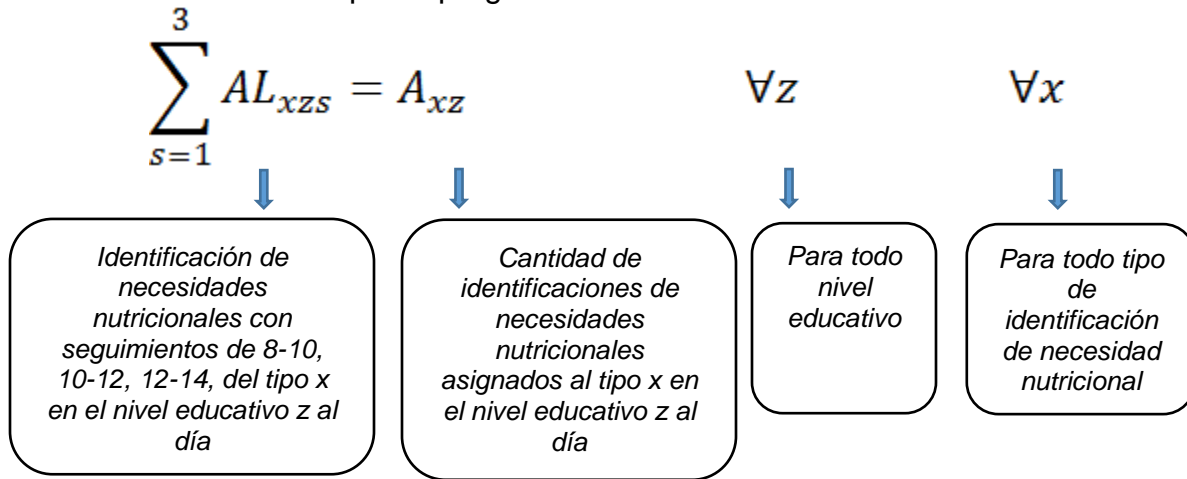 3
∑ AL_xzs = A_xz ∀z ∀x
s=1
Identificación de
necesidades
nutricionales con
seguimientos de 8-10,
10-12, 12-14, del tipo x
en el nivel educativo z al
día
Cantidad de
identificaciones de
necesidades
nutricionales
asignados al tipo x en
el nivel educativo z al
día
Para todo
nivel
educativo
Para todo tipo
de
identificación
de necesidad
nutricional